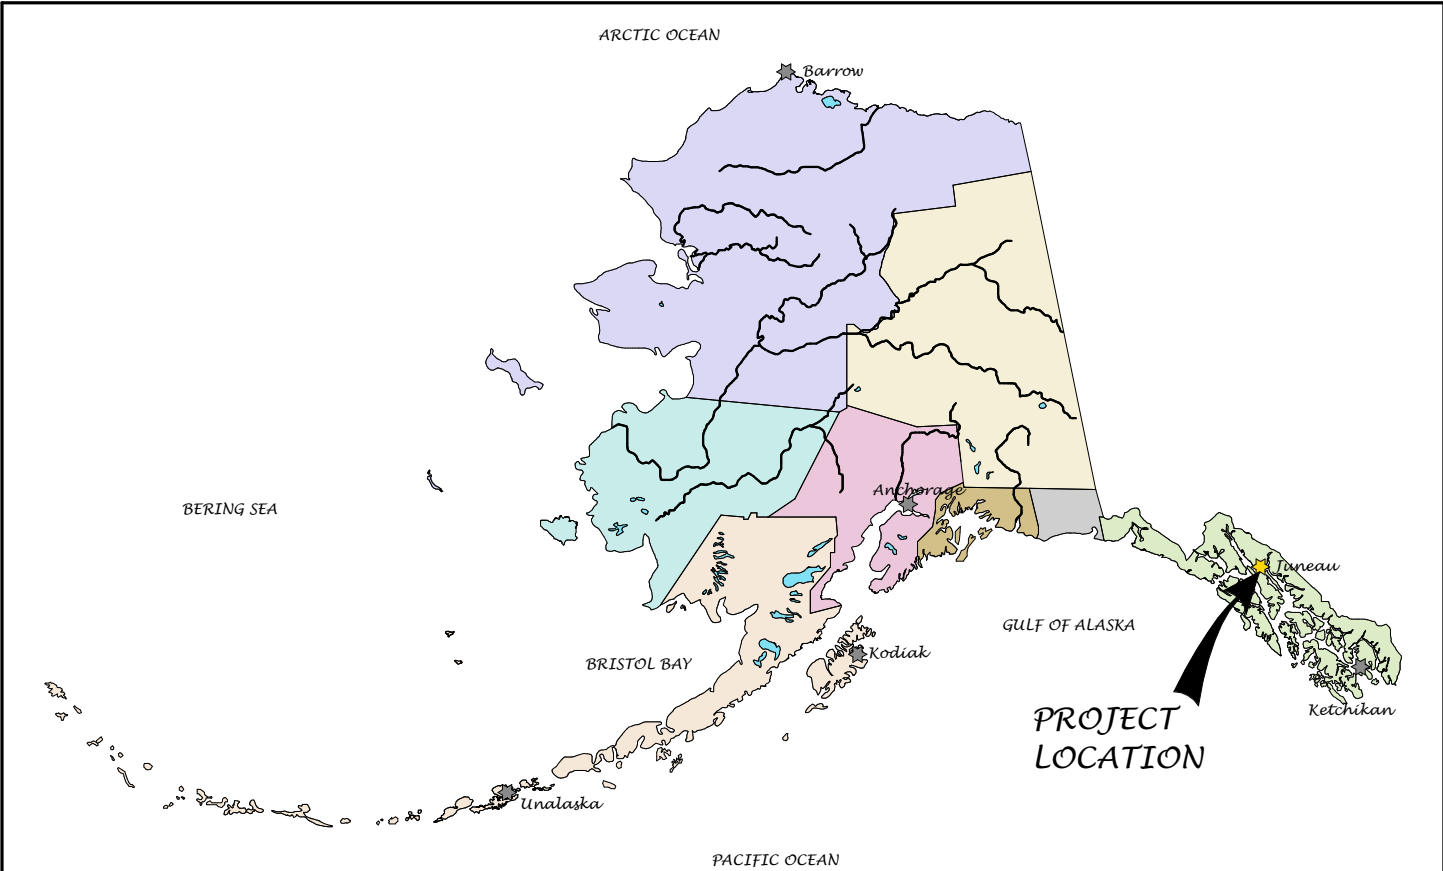 ARCTIC OCEAN
Barrow
Anchorage
BERING SEA
Juneau
GULF OF ALASKA
Kodiak
BRISTOL BAY
Ketchikan
PROJECT
LOCATION
Unalaska
PACIFIC OCEAN